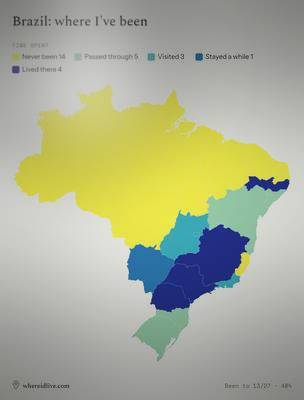 Brazil: where I've been
TIME SPENT
Never been 14 Passed through 5 Visited 3 Stayed a while 1
Lived there 4
whereidlive.com
Been to 13/27 · 48%